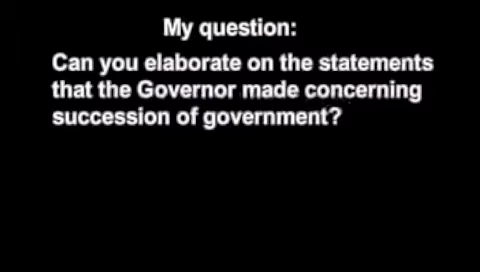 My question:
Can you elaborate on the statements
that the Governor made concerning
succession of government?